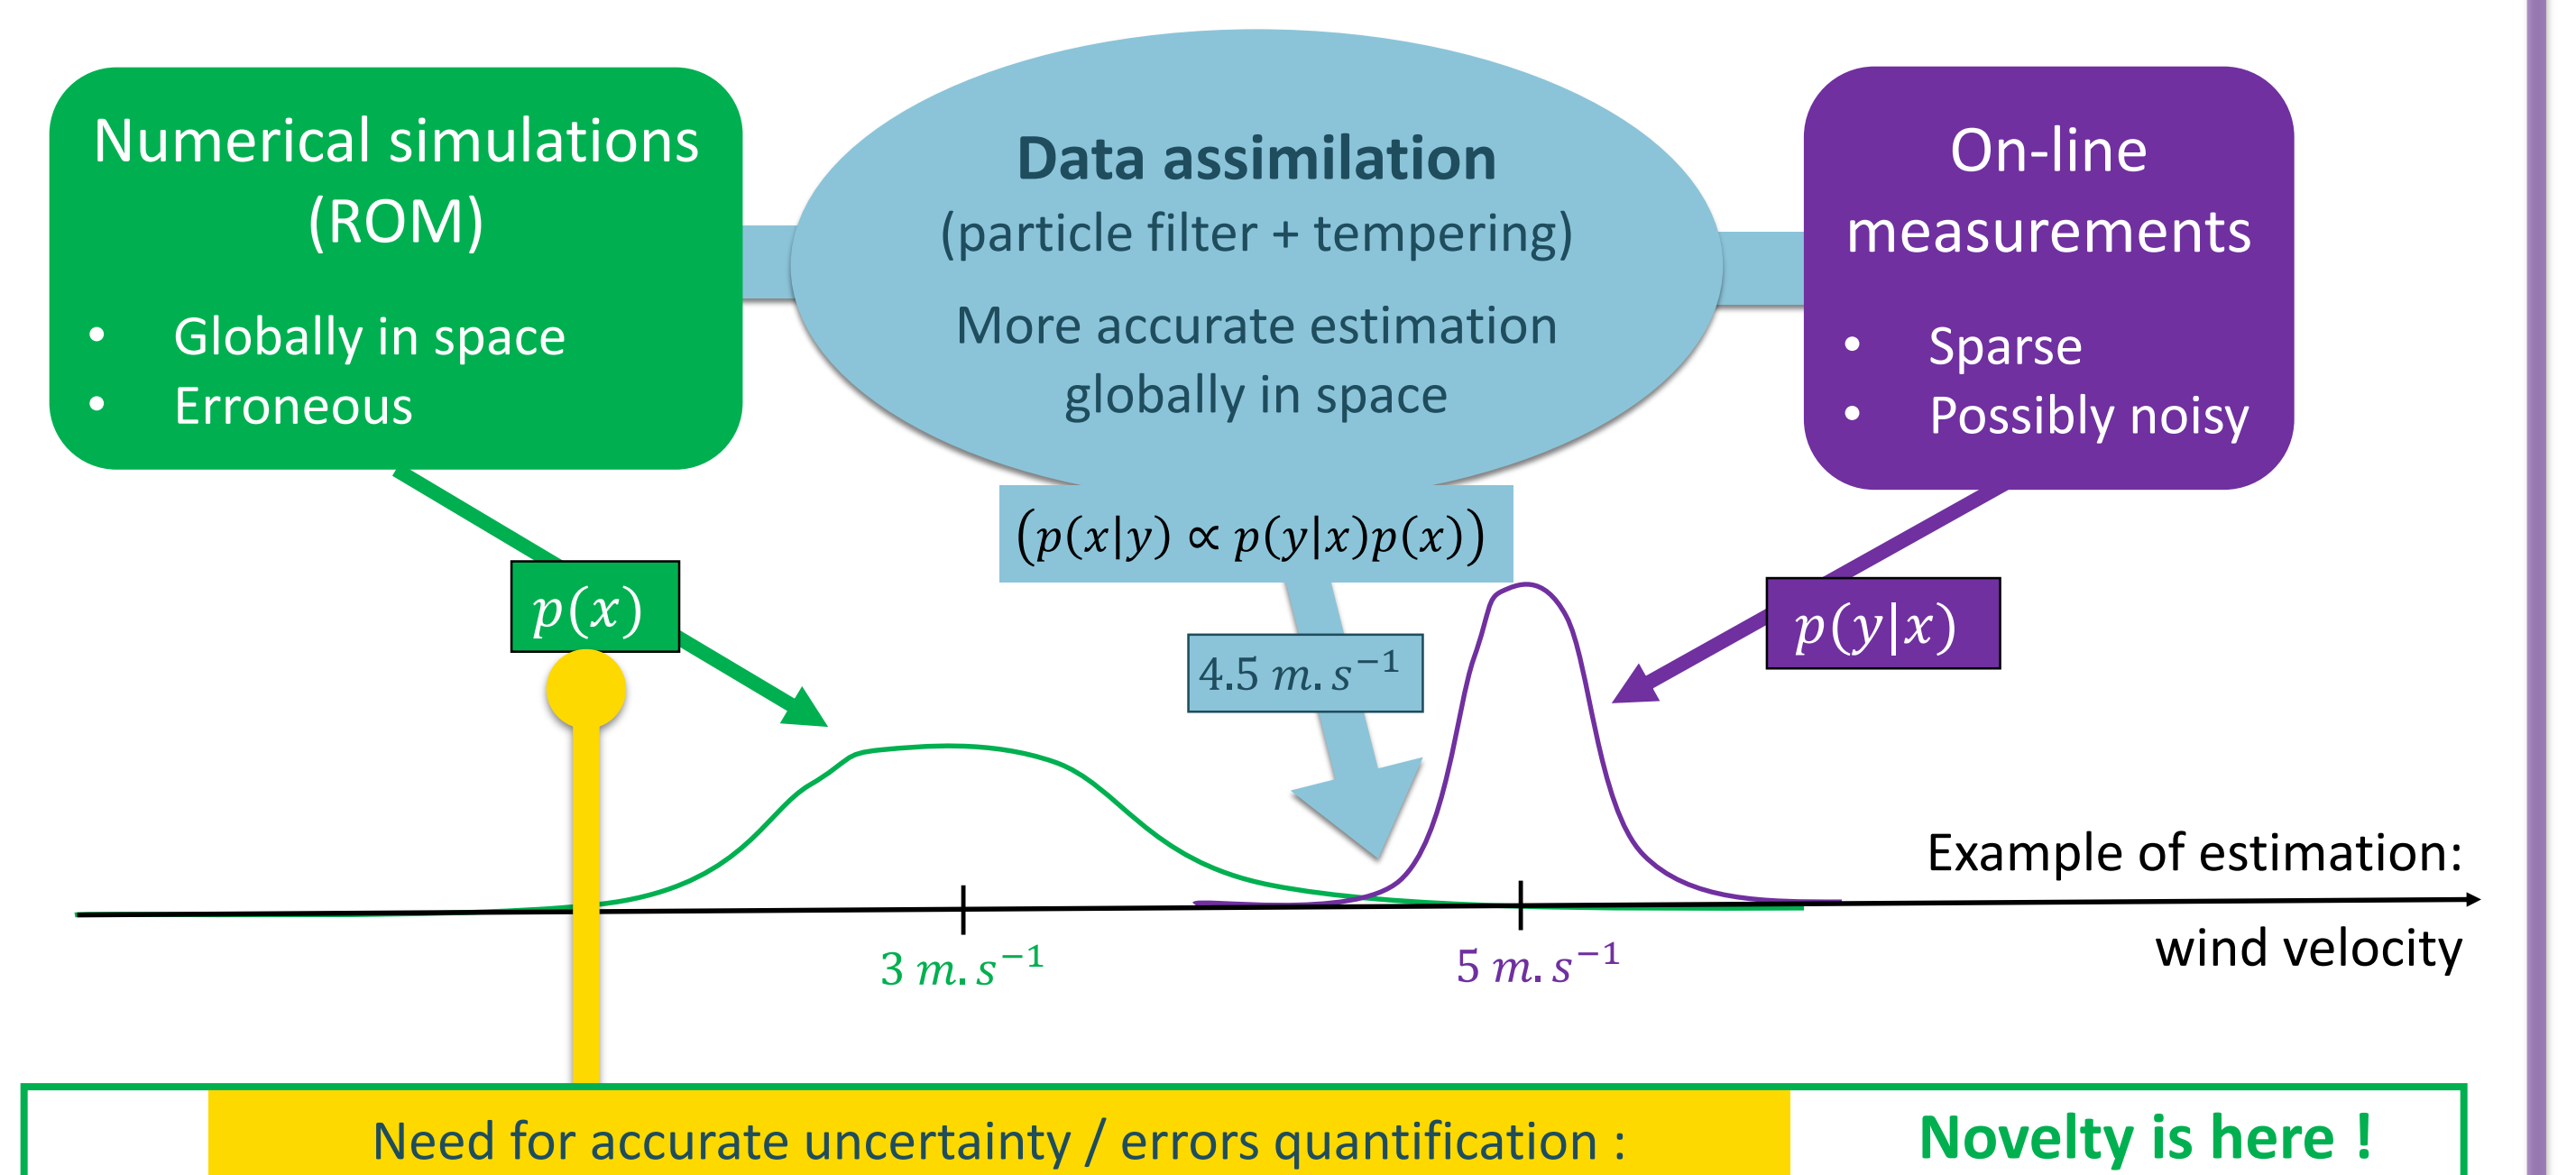 Numerical simulations
(ROM)
• Globally in space
• Erroneous
Data assimilation
(particle filter + tempering)
More accurate estimation
globally in space
On-line
measurements
• Sparse
• Possibly noisy
(p(x|y) ∝ p(y|x)p(x))
p(x)
p(y|x)
4.5 m.s⁻¹
Example of estimation:
wind velocity
3 m.s⁻¹
5 m.s⁻¹
Need for accurate uncertainty / errors quantification :
Novelty is here !